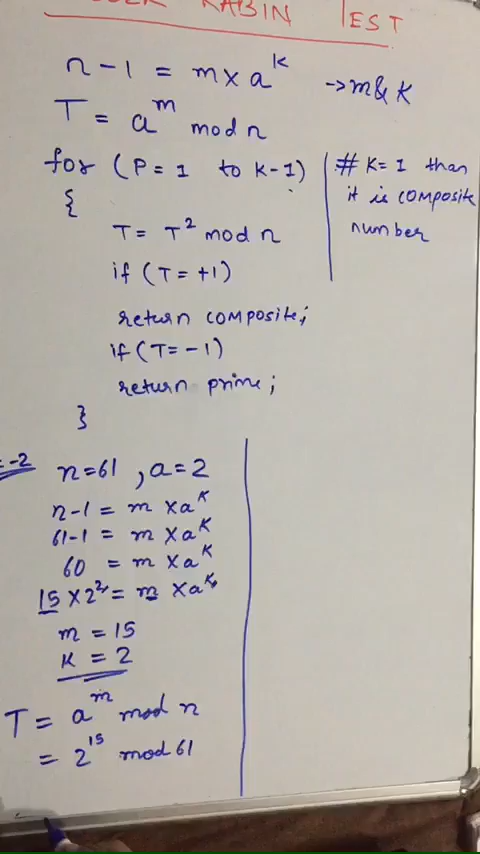 RABIN TEST
n-1 = m x a^k → m & k
T = a^m mod n
for (P = 1 to k-1)
{
T = T² mod n
if (T = +1)
return composite;
if (T = -1)
return prime;
}
# K = 1 than
it is composite
number
-2
n=61 , a=2
n-1 = m x a^k
61-1 = m x a^k
60 = m x a^k
15 x 2² = m x a^k
m = 15
k = 2
T = a^m mod n
= 2^15 mod 61